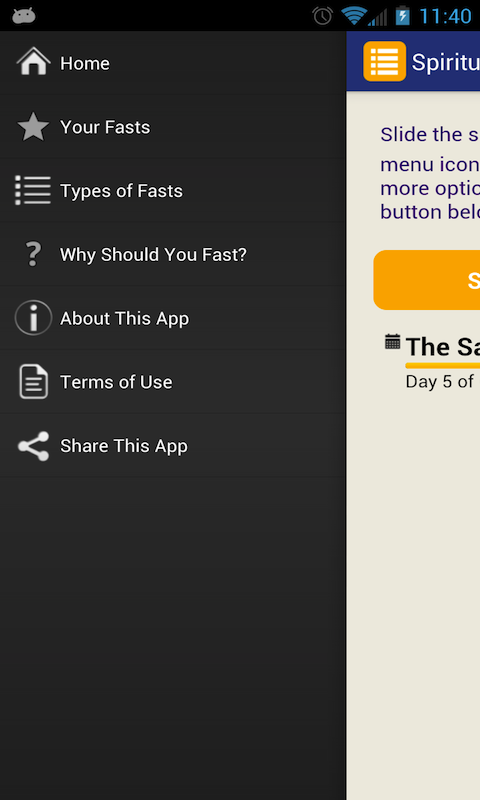 11:40
Home
Your Fasts
Types of Fasts
Why Should You Fast?
About This App
Terms of Use
Share This App
Spiritu
Slide the s
menu icon
more optic
button belo
S
The Sa
Day 5 of